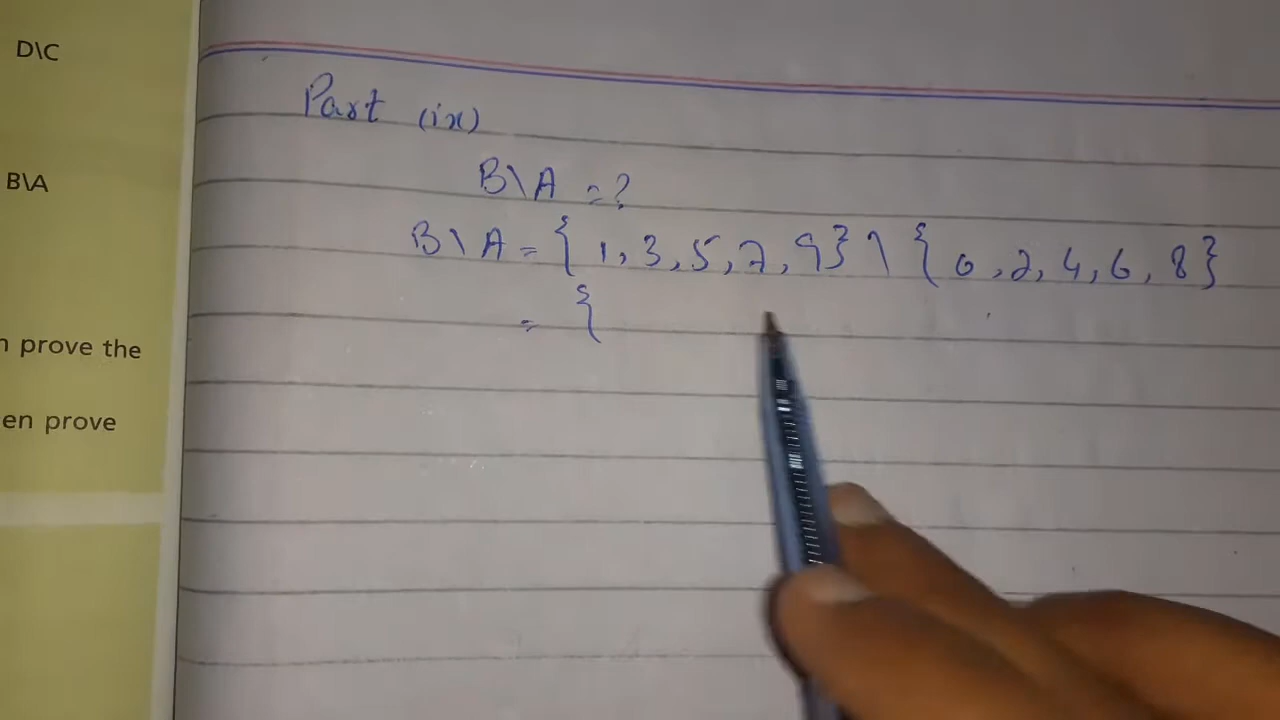 D\C
Part (ix)
B\A
B\A = ?
B\A = { 1, 3, 5, 7, 9} \ { 0, 2, 4, 6, 8}
= {
n prove the
en prove